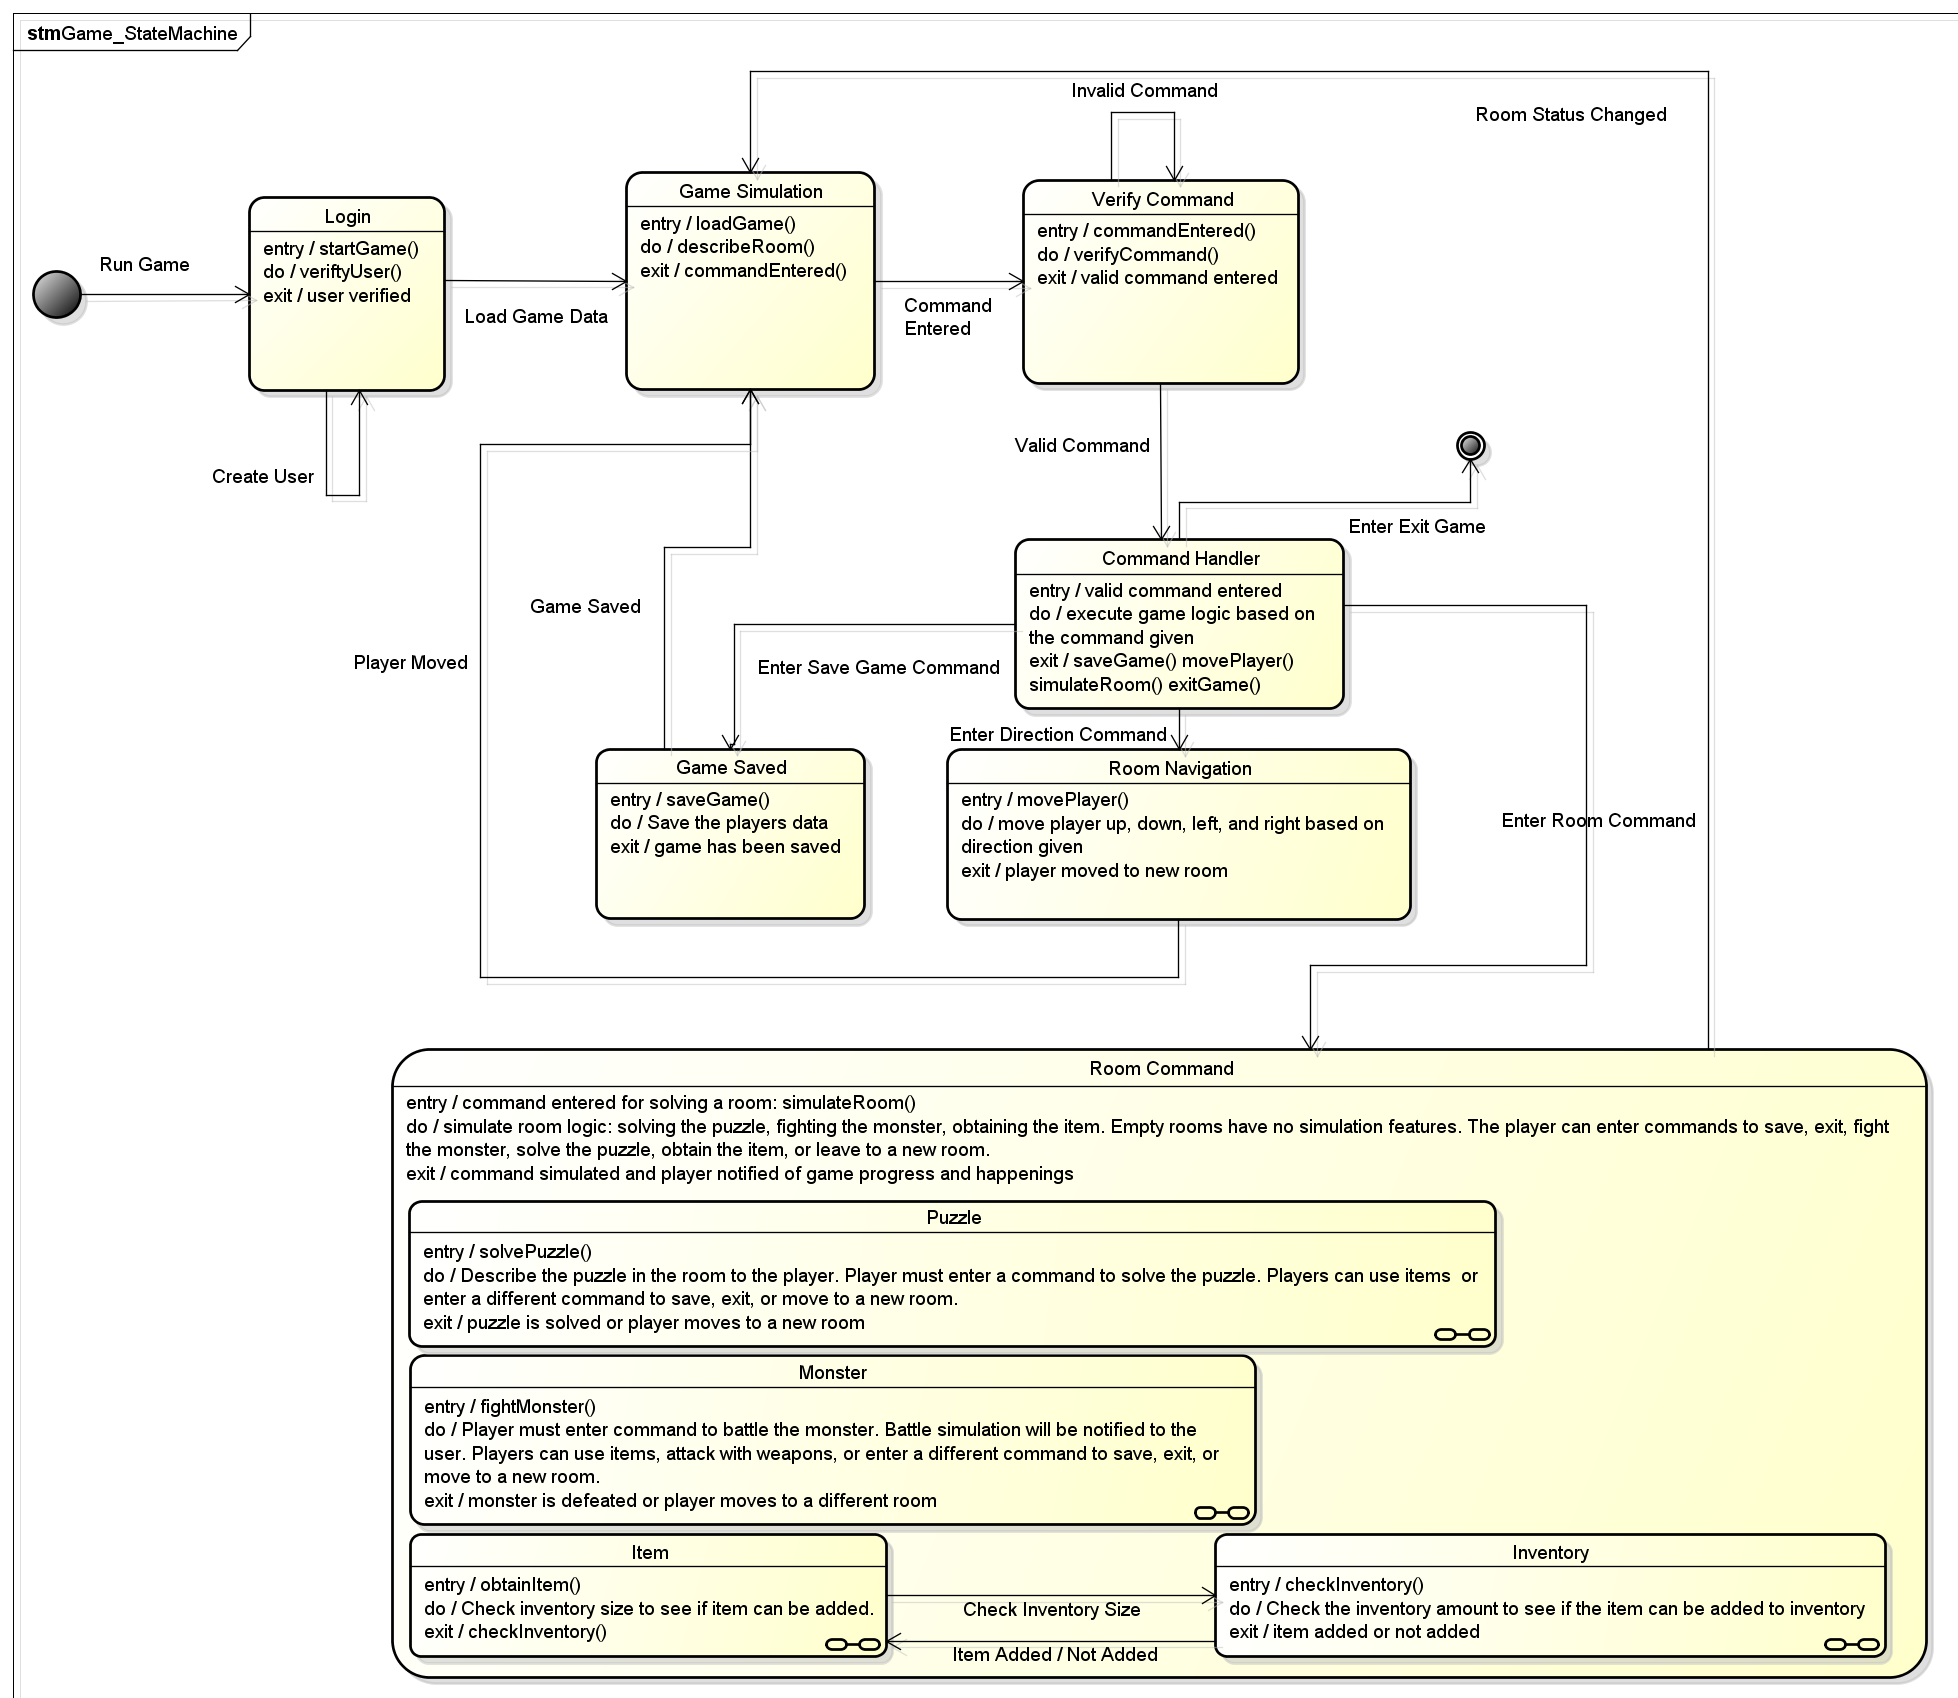 stmGame_StateMachine
Invalid Command
Room Status Changed
Run Game
Login
entry / startGame()
do / veriftyUser()
exit / user verified
Create User
Load Game Data
Game Simulation
entry / loadGame()
do / describeRoom()
exit / commandEntered()
Command
Entered
Verify Command
entry / commandEntered()
do / verifyCommand()
exit / valid command entered
Valid Command
Enter Exit Game
Command Handler
entry / valid command entered
do / execute game logic based on
the command given
exit / saveGame() movePlayer()
simulateRoom() exitGame()
Game Saved
Player Moved
Enter Save Game Command
Enter Direction Command
Enter Room Command
Game Saved
entry / saveGame()
do / Save the players data
exit / game has been saved
Room Navigation
entry / movePlayer()
do / move player up, down, left, and right based on
direction given
exit / player moved to new room
Room Command
entry / command entered for solving a room: simulateRoom()
do / simulate room logic: solving the puzzle, fighting the monster, obtaining the item. Empty rooms have no simulation features. The player can enter commands to save, exit, fight
the monster, solve the puzzle, obtain the item, or leave to a new room.
exit / command simulated and player notified of game progress and happenings
Puzzle
entry / solvePuzzle()
do / Describe the puzzle in the room to the player. Player must enter a command to solve the puzzle. Players can use items  or
enter a different command to save, exit, or move to a new room.
exit / puzzle is solved or player moves to a new room
Monster
entry / fightMonster()
do / Player must enter command to battle the monster. Battle simulation will be notified to the
user. Players can use items, attack with weapons, or enter a different command to save, exit, or
move to a new room.
exit / monster is defeated or player moves to a different room
Item
entry / obtainItem()
do / Check inventory size to see if item can be added.
exit / checkInventory()
Check Inventory Size
Item Added / Not Added
Inventory
entry / checkInventory()
do / Check the inventory amount to see if the item can be added to inventory
exit / item added or not added